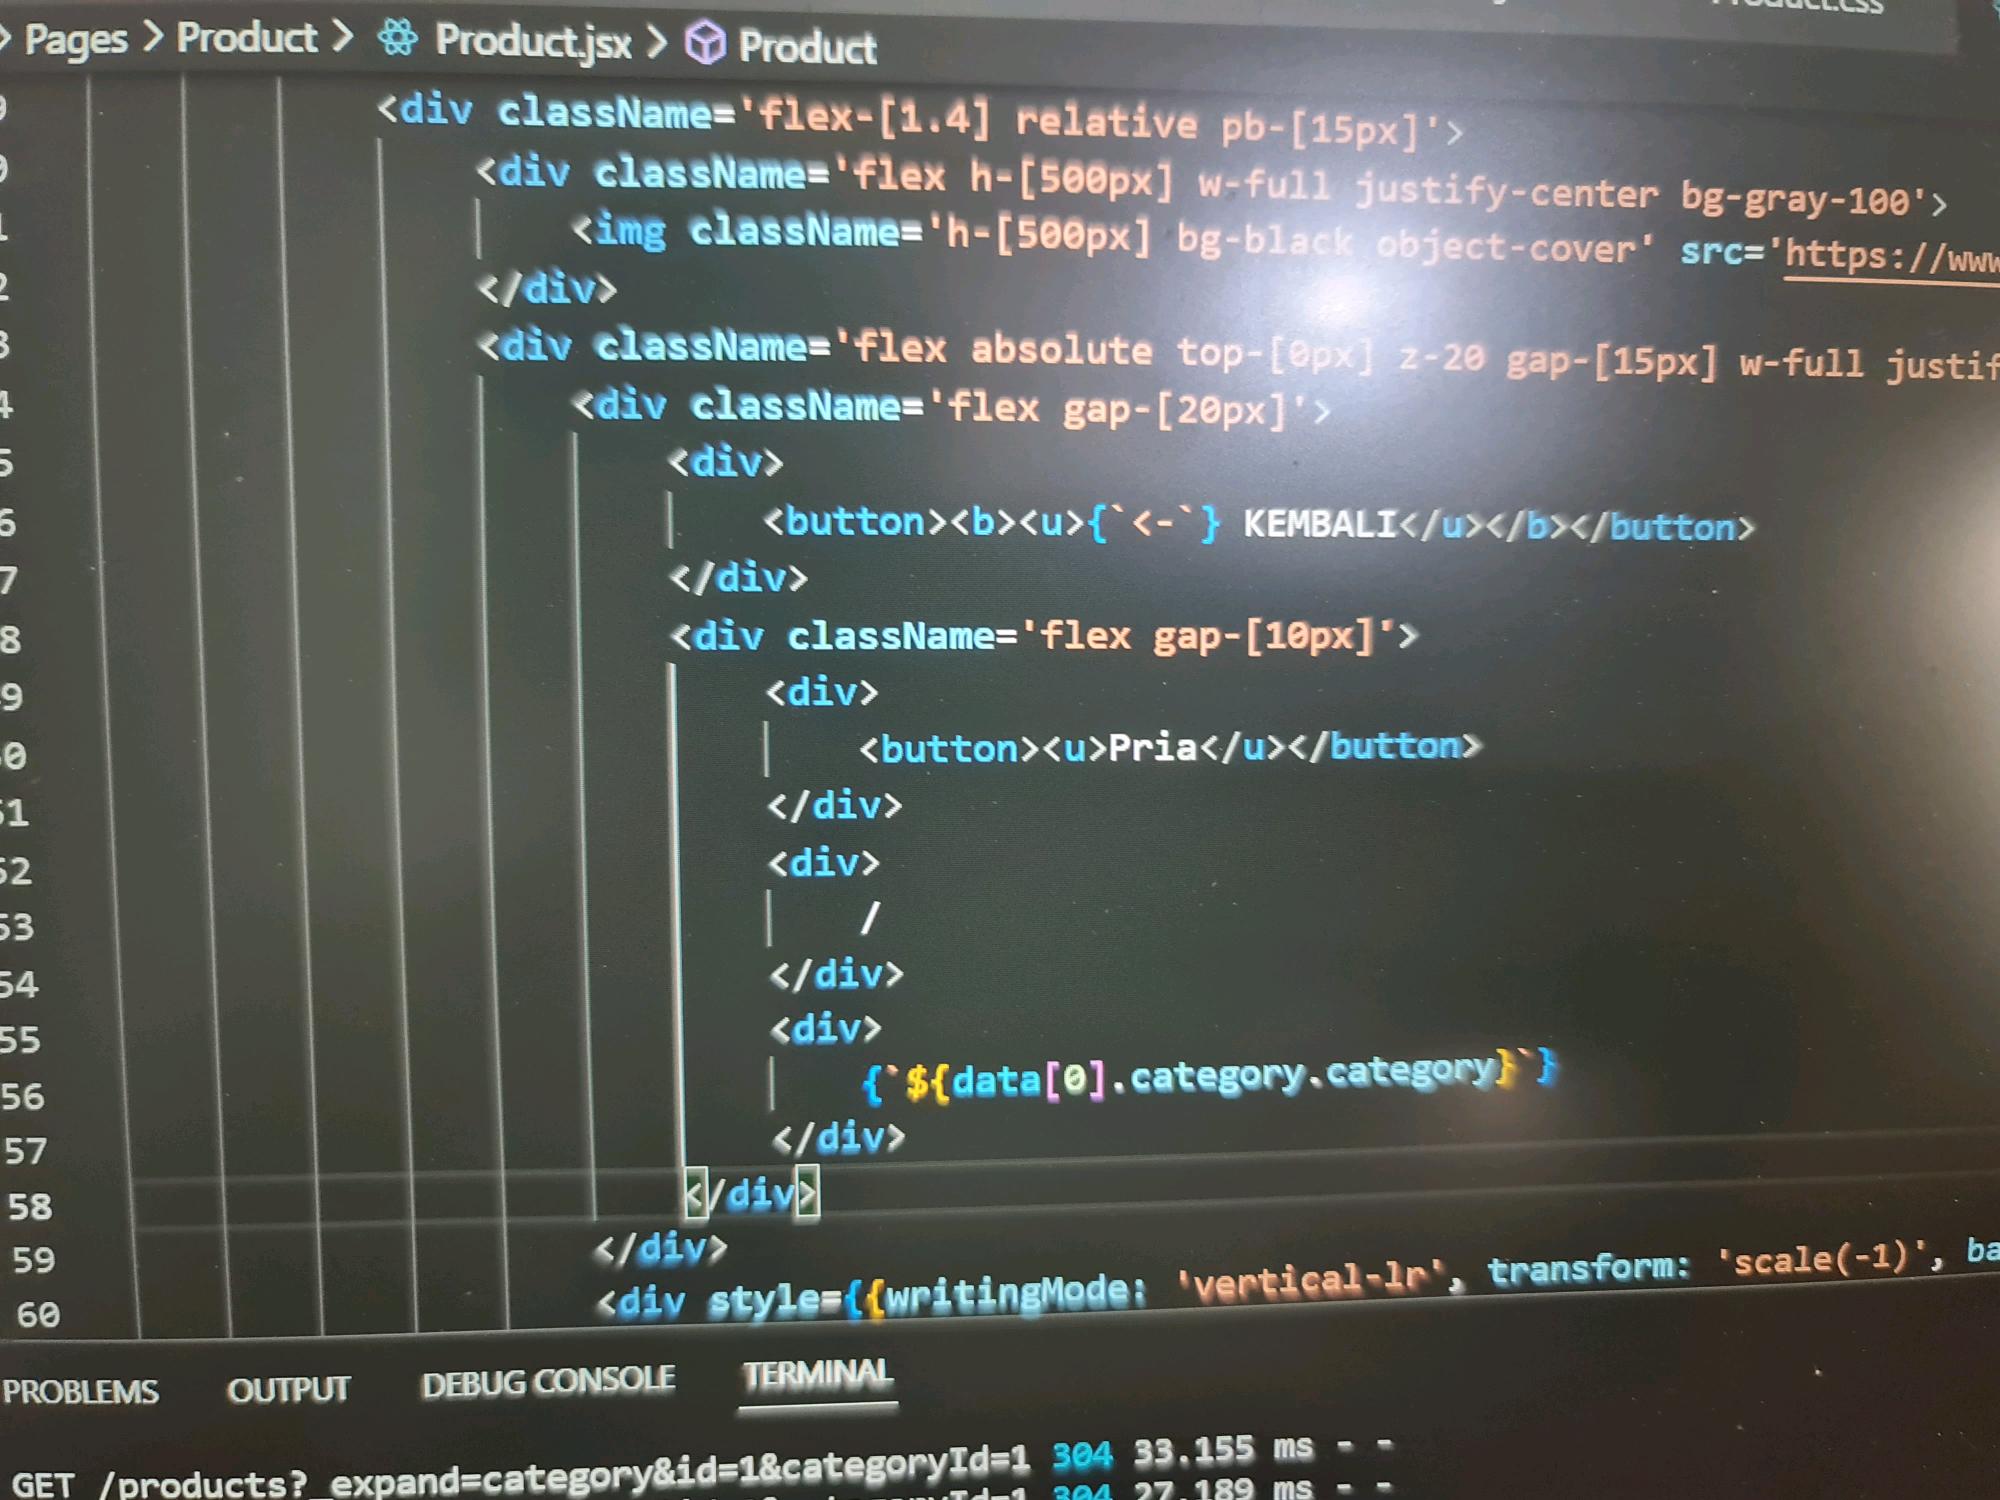 Pages > Product > Product.jsx > Product
<div className='flex-[1.4] relative pb-[15px]'>
<div className='flex h-[500px] w-full justify-center bg-gray-100'>
1 <img className='h-[500px] bg-black object-cover' src='https://www
2 </div>
3 <div className='flex absolute top-[0px] z-20 gap-[15px] w-full justif
4 <div className='flex gap-[20px]'>
5 <div>
6 <button><b><u>{`<-`} KEMBALI</u></b></button>
7 </div>
8 <div className='flex gap-[10px]'>
9 <div>
0 <button><u>Pria</u></button>
51 </div>
52 <div>
53 /
54 </div>
55 <div>
56 {`${data[0].category.category}`}
57 </div>
58 </div>
59 </div>
60 <div style={{writingMode: 'vertical-lr', transform: 'scale(-1)', ba
PROBLEMS OUTPUT DEBUG CONSOLE TERMINAL
GET /products?_expand=category&id=1&categoryId=1 304 33.155 ms - -
304 27.189 ms - -